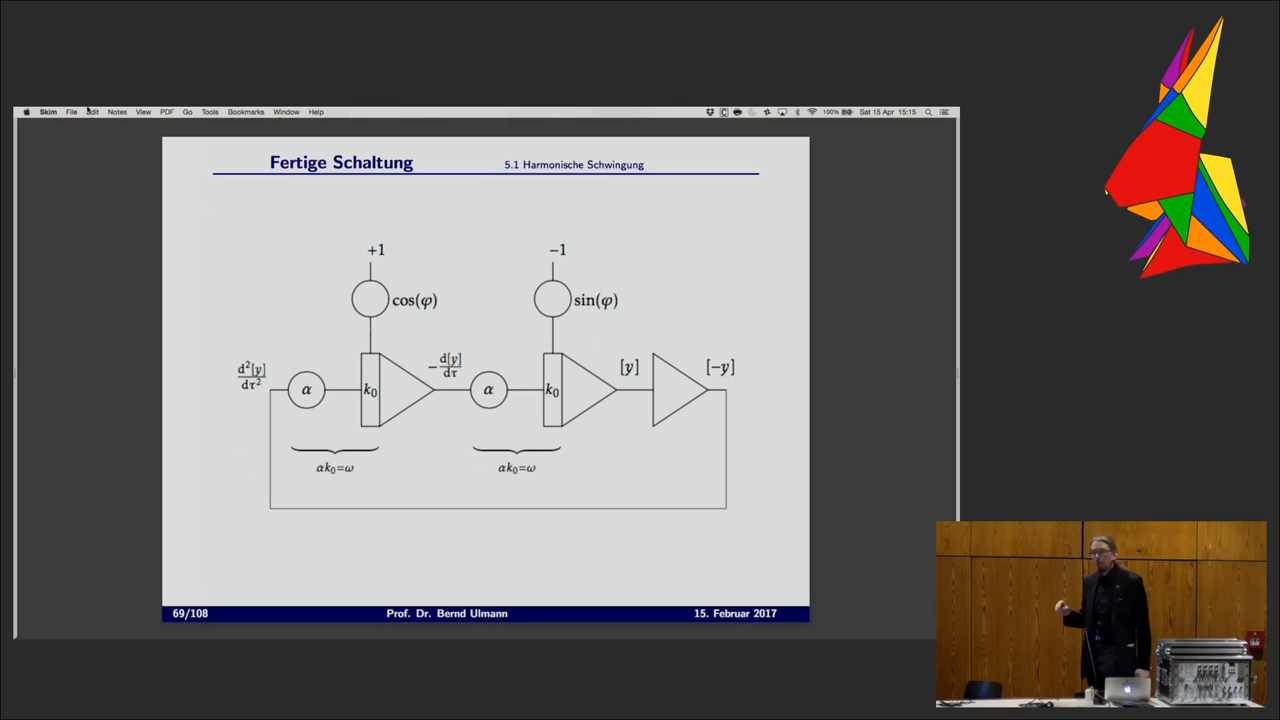 Skim File Edit Notes View PDF Go Tools Bookmarks Window Help 100% Sat 15 Apr 15:15
Fertige Schaltung 5.1 Harmonische Schwingung
+1 −1
cos(φ) sin(φ)
d²[y]/dτ² α k₀ −d[y]/dτ α k₀ [y] [−y]
αk₀=ω αk₀=ω
69/108 Prof. Dr. Bernd Ulmann 15. Februar 2017